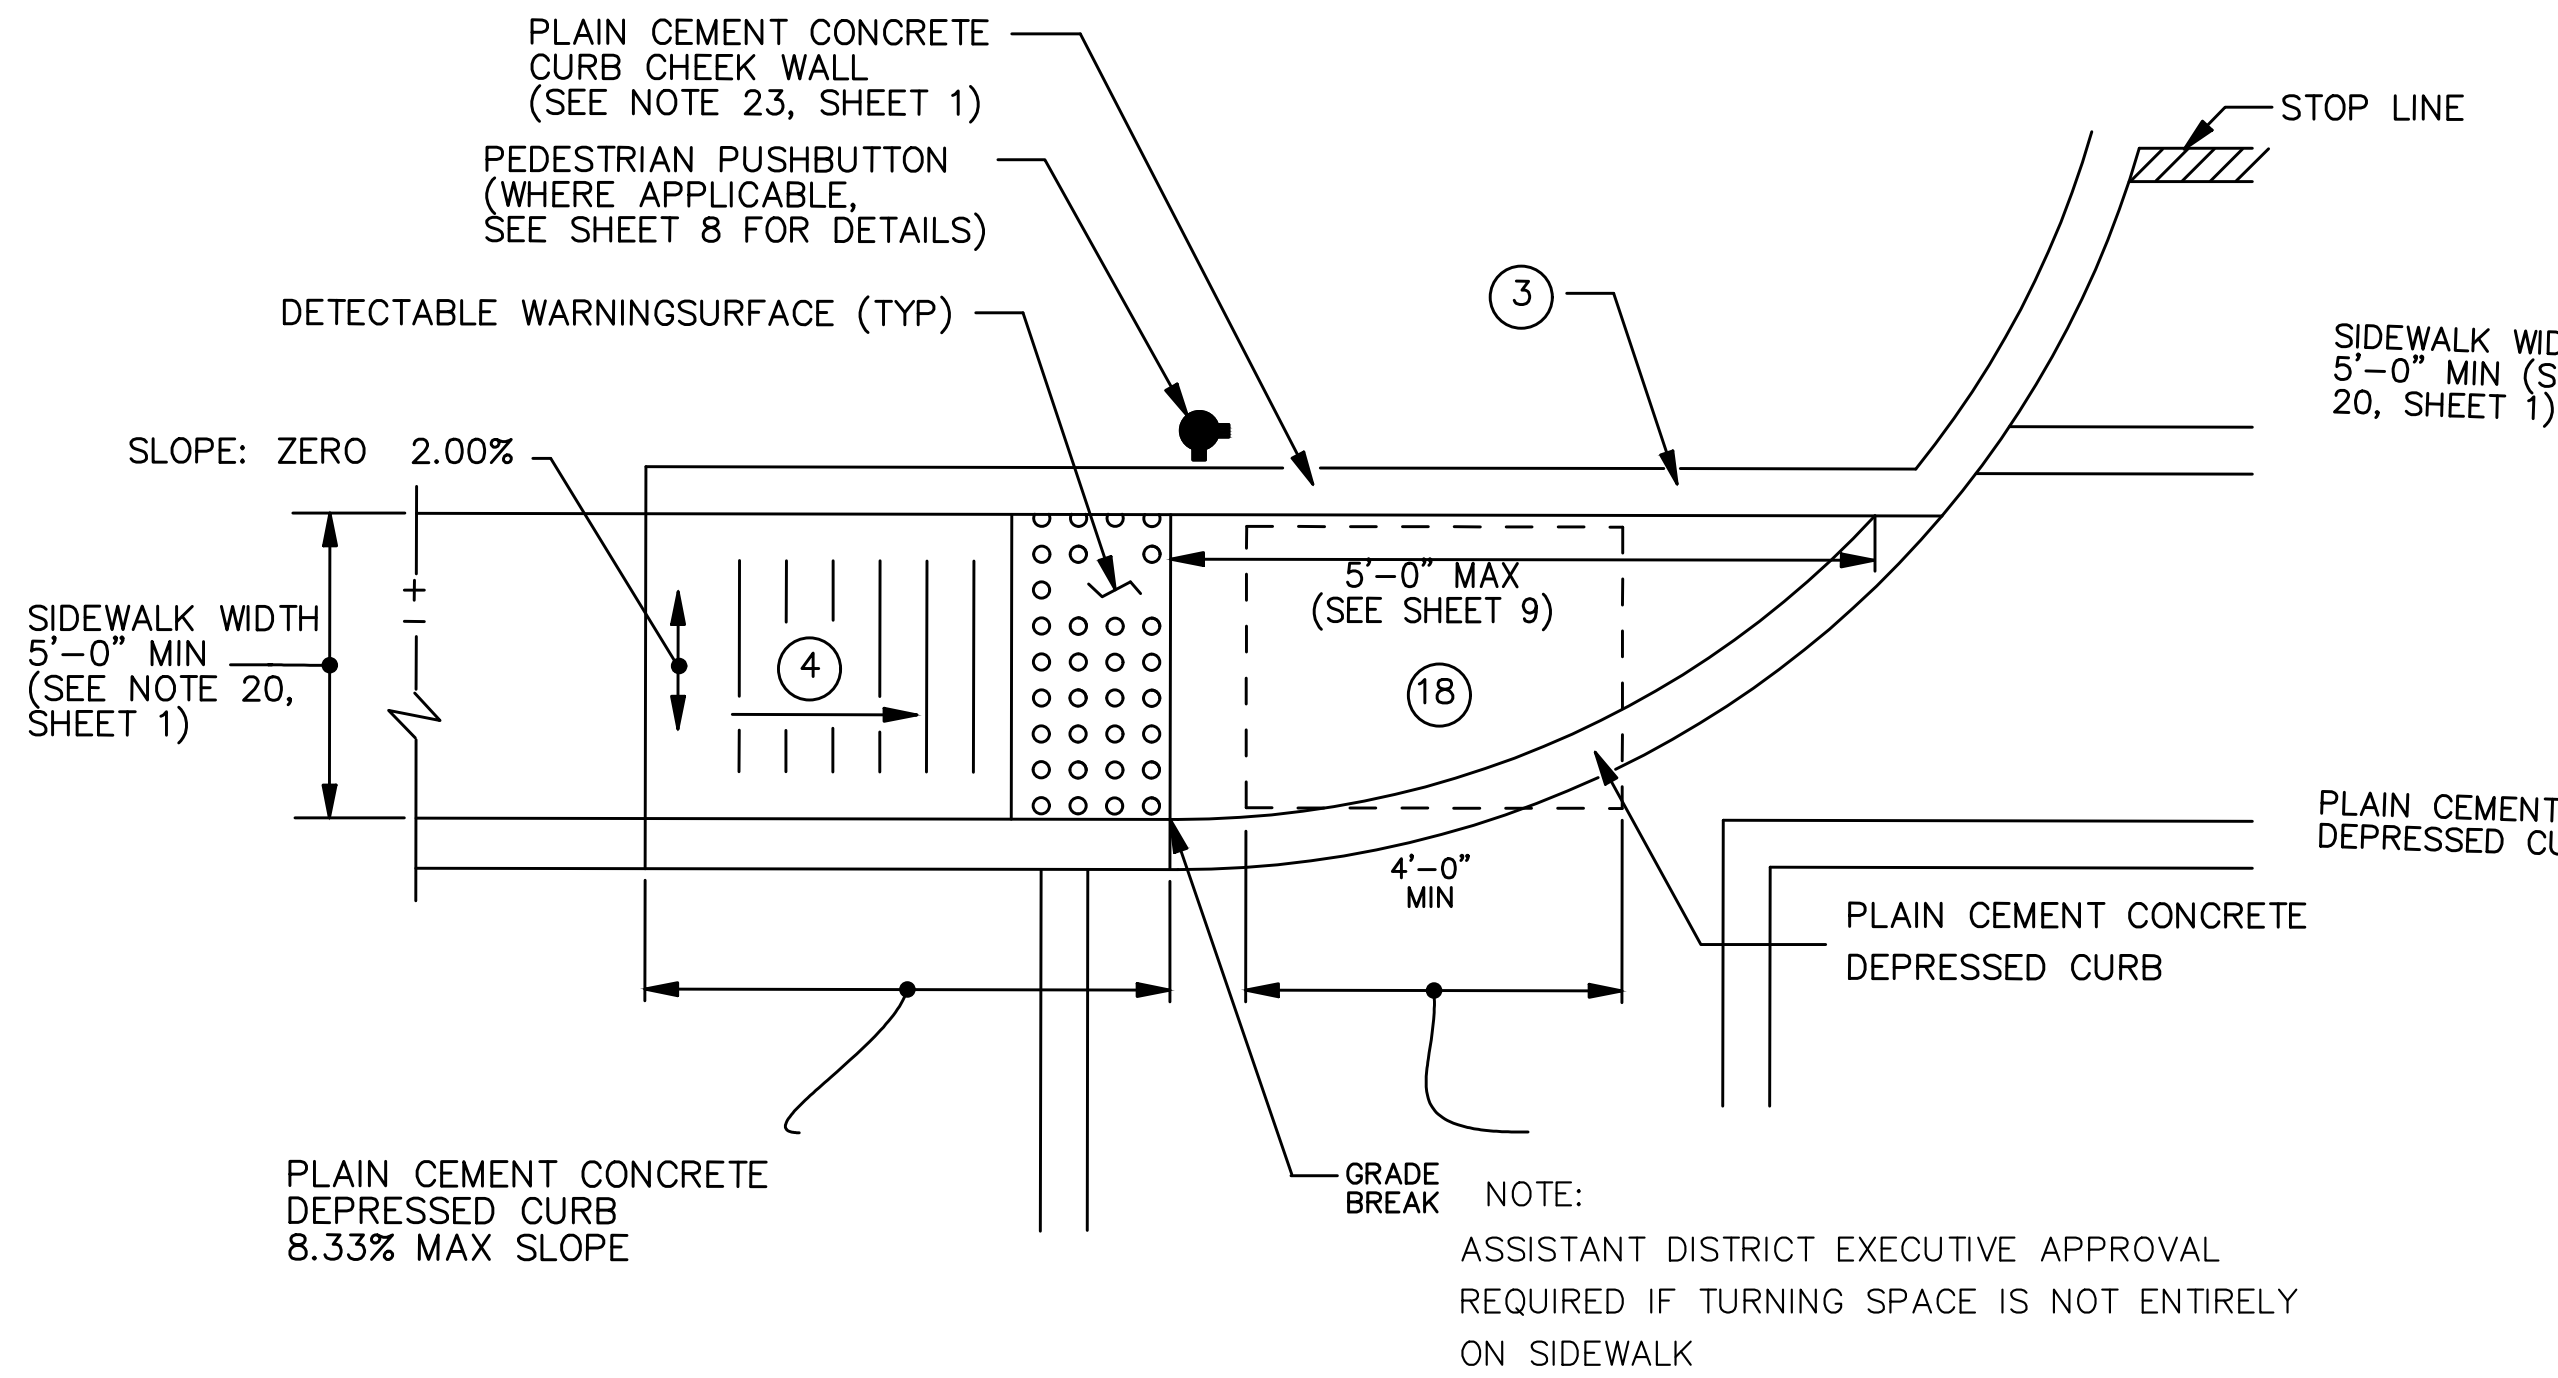 PLAIN CEMENT CONCRETE
CURB CHEEK WALL
(SEE NOTE 23, SHEET 1)
PEDESTRIAN PUSHBUTTON
(WHERE APPLICABLE,
SEE SHEET 8 FOR DETAILS)
DETECTABLE WARNINGSURFACE (TYP)
SLOPE: ZERO 2.00%
STOP LINE
3
SIDEWALK
5'-0" MIN
20, SHEET 1)
SIDEWALK WIDTH
5'-0" MIN
(SEE NOTE 20,
SHEET 1)
+
-
4
5'-0" MAX
(SEE SHEET 9)
18
4'-0"
MIN
PLAIN CEMENT
DEPRESSED
PLAIN CEMENT CONCRETE
DEPRESSED CURB
PLAIN CEMENT CONCRETE
DEPRESSED CURB
8.33% MAX SLOPE
GRADE
BREAK
NOTE:
ASSISTANT DISTRICT EXECUTIVE APPROVAL
REQUIRED IF TURNING SPACE IS NOT ENTIRELY
ON SIDEWALK